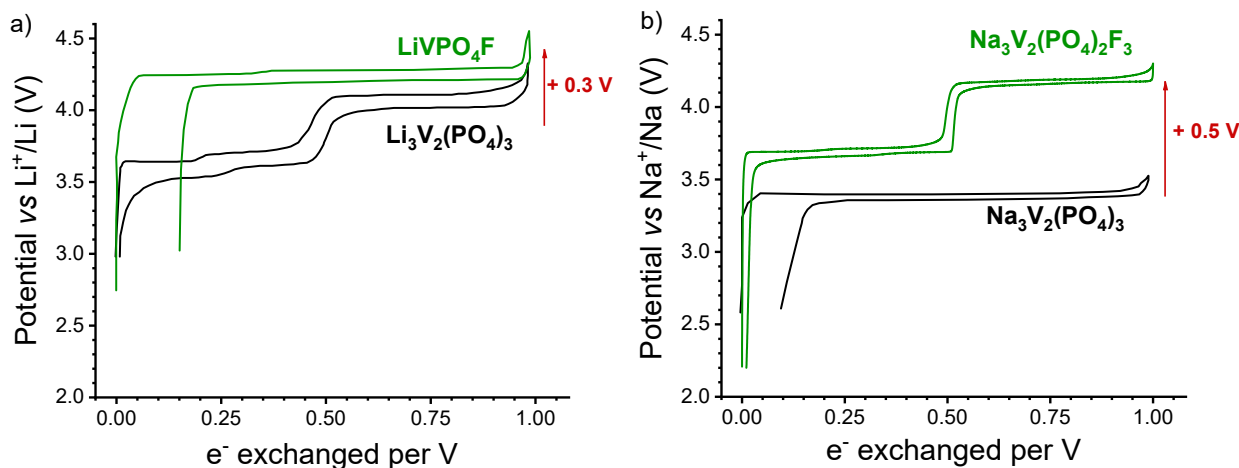 a)
Potential vs Li⁺/Li (V)
4.5
4.0
3.5
3.0
2.5
2.0
LiVPO₄F
Li₃V₂(PO₄)₃
+ 0.3 V
0.00 0.25 0.50 0.75 1.00
e⁻ exchanged per V
b)
Potential vs Na⁺/Na (V)
4.5
4.0
3.5
3.0
2.5
2.0
Na₃V₂(PO₄)₂F₃
+ 0.5 V
Na₃V₂(PO₄)₃
0.00 0.25 0.50 0.75 1.00
e⁻ exchanged per V